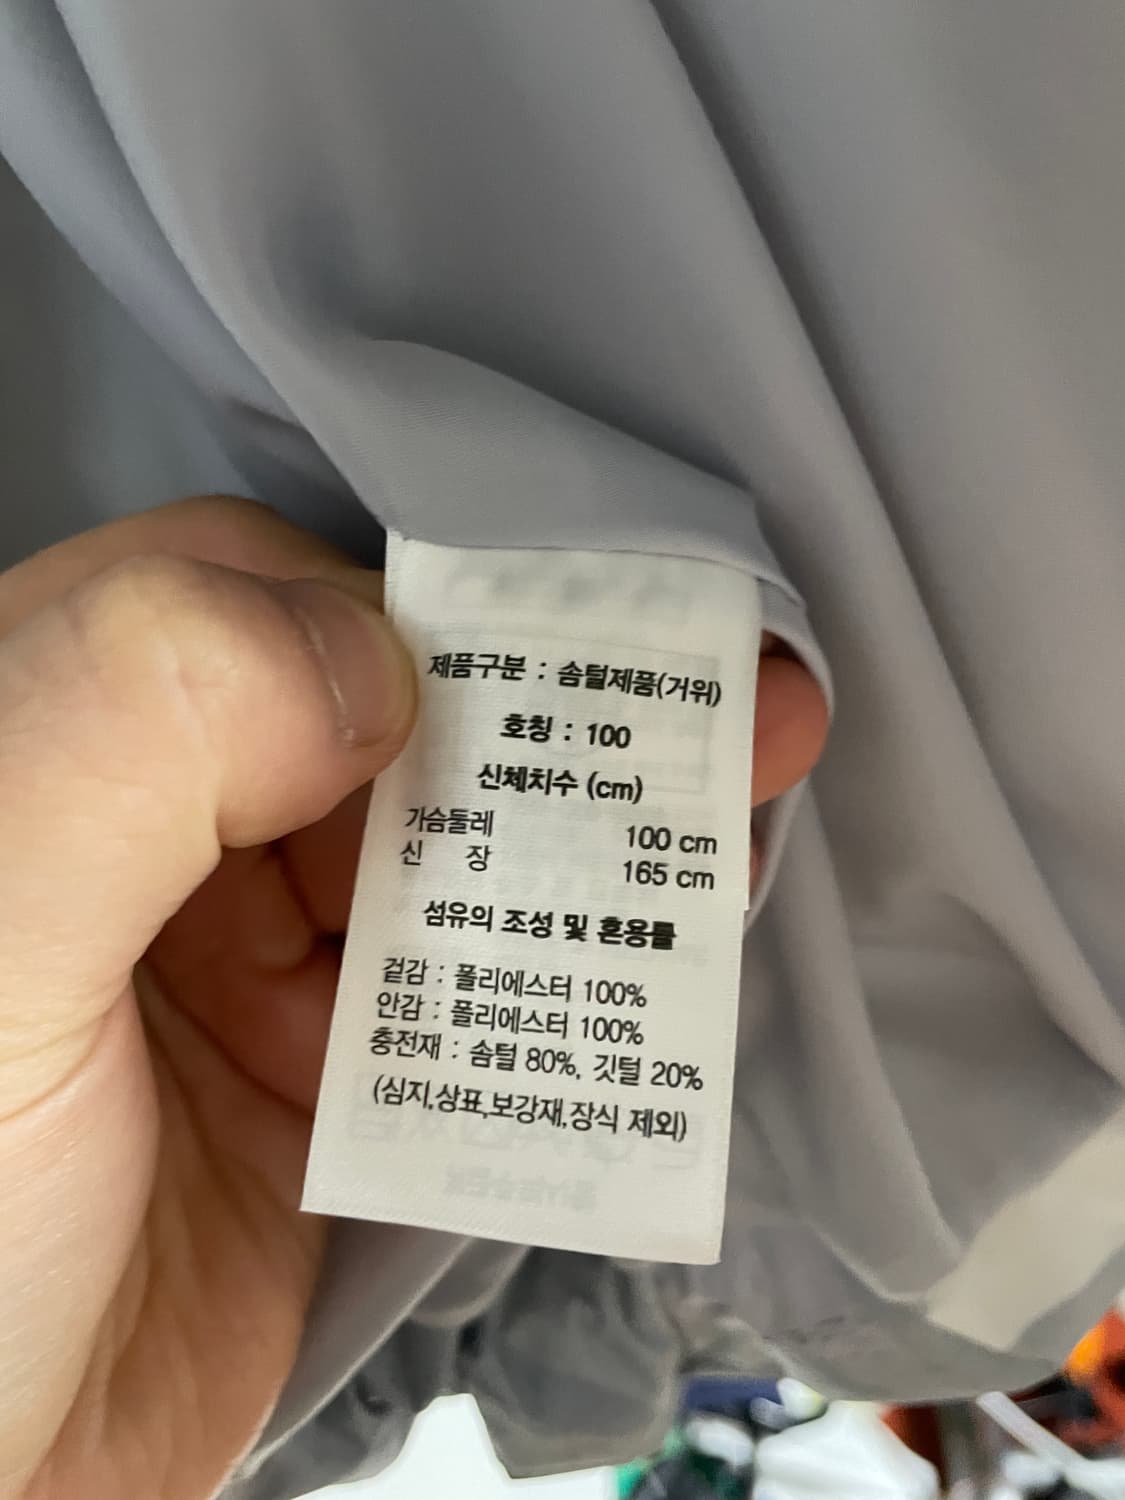 제품구분 : 솜털제품(거위)
호칭 : 100
신체치수 (cm)
가슴둘레 100 cm
신 장 165 cm
섬유의 조성 및 혼용률
겉감 : 폴리에스터 100%
안감 : 폴리에스터 100%
충전재 : 솜털 80%, 깃털 20%
(심지,상표,보강재,장식 제외)